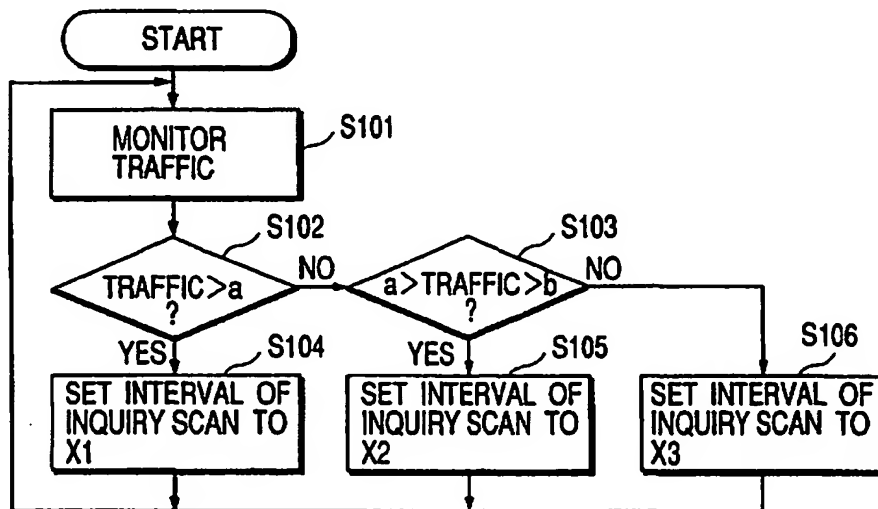 START
MONITOR
TRAFFIC
S101
S102
TRAFFIC>a
?
NO
YES
S103
a>TRAFFIC>b
?
NO
YES
S104
SET INTERVAL OF
INQUIRY SCAN TO
X1
S105
SET INTERVAL OF
INQUIRY SCAN TO
X2
S106
SET INTERVAL OF
INQUIRY SCAN TO
X3